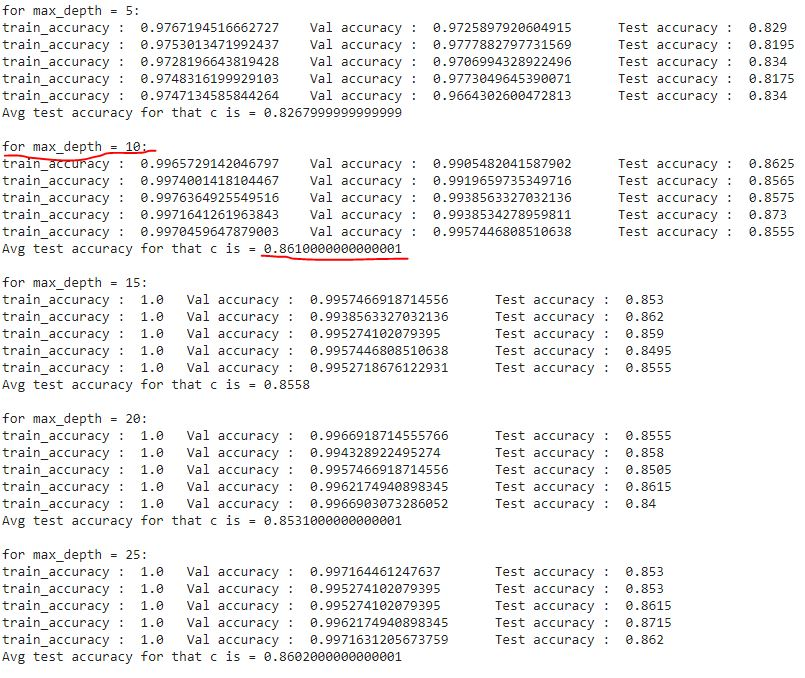 for max_depth = 5:
train_accuracy :  0.9767194516662727    Val accuracy :  0.9725897920604915      Test accuracy :  0.829
train_accuracy :  0.9753013471992437    Val accuracy :  0.9777882797731569      Test accuracy :  0.8195
train_accuracy :  0.9728196643819428    Val accuracy :  0.9706994328922496      Test accuracy :  0.834
train_accuracy :  0.9748316199929103    Val accuracy :  0.9773049645390071      Test accuracy :  0.8175
train_accuracy :  0.9747134585844264    Val accuracy :  0.9664302600472813      Test accuracy :  0.834
Avg test accuracy for that c is = 0.8267999999999999
for max_depth = 10:
train_accuracy :  0.9965729142046797    Val accuracy :  0.9905482041587902      Test accuracy :  0.8625
train_accuracy :  0.9974001418104467    Val accuracy :  0.9919659735349716      Test accuracy :  0.8565
train_accuracy :  0.9976364925549516    Val accuracy :  0.9938563327032136      Test accuracy :  0.8575
train_accuracy :  0.9971641261963843    Val accuracy :  0.9938534278959811      Test accuracy :  0.873
train_accuracy :  0.9970459647879003    Val accuracy :  0.9957446808510638      Test accuracy :  0.8555
Avg test accuracy for that c is = 0.8610000000000001
for max_depth = 15:
train_accuracy :  1.0   Val accuracy :  0.9957466918714556      Test accuracy :  0.853
train_accuracy :  1.0   Val accuracy :  0.9938563327032136      Test accuracy :  0.862
train_accuracy :  1.0   Val accuracy :  0.995274102079395       Test accuracy :  0.859
train_accuracy :  1.0   Val accuracy :  0.9957446808510638      Test accuracy :  0.8495
train_accuracy :  1.0   Val accuracy :  0.9952718676122931      Test accuracy :  0.8555
Avg test accuracy for that c is = 0.8558
for max_depth = 20:
train_accuracy :  1.0   Val accuracy :  0.9966918714555766      Test accuracy :  0.8555
train_accuracy :  1.0   Val accuracy :  0.994328922495274       Test accuracy :  0.858
train_accuracy :  1.0   Val accuracy :  0.9957466918714556      Test accuracy :  0.8505
train_accuracy :  1.0   Val accuracy :  0.9962174940898345      Test accuracy :  0.8615
train_accuracy :  1.0   Val accuracy :  0.9966903073286052      Test accuracy :  0.84
Avg test accuracy for that c is = 0.8531000000000001
for max_depth = 25:
train_accuracy :  1.0   Val accuracy :  0.997164461247637       Test accuracy :  0.853
train_accuracy :  1.0   Val accuracy :  0.995274102079395       Test accuracy :  0.853
train_accuracy :  1.0   Val accuracy :  0.995274102079395       Test accuracy :  0.8615
train_accuracy :  1.0   Val accuracy :  0.9962174940898345      Test accuracy :  0.8715
train_accuracy :  1.0   Val accuracy :  0.9971631205673759      Test accuracy :  0.862
Avg test accuracy for that c is = 0.8602000000000001